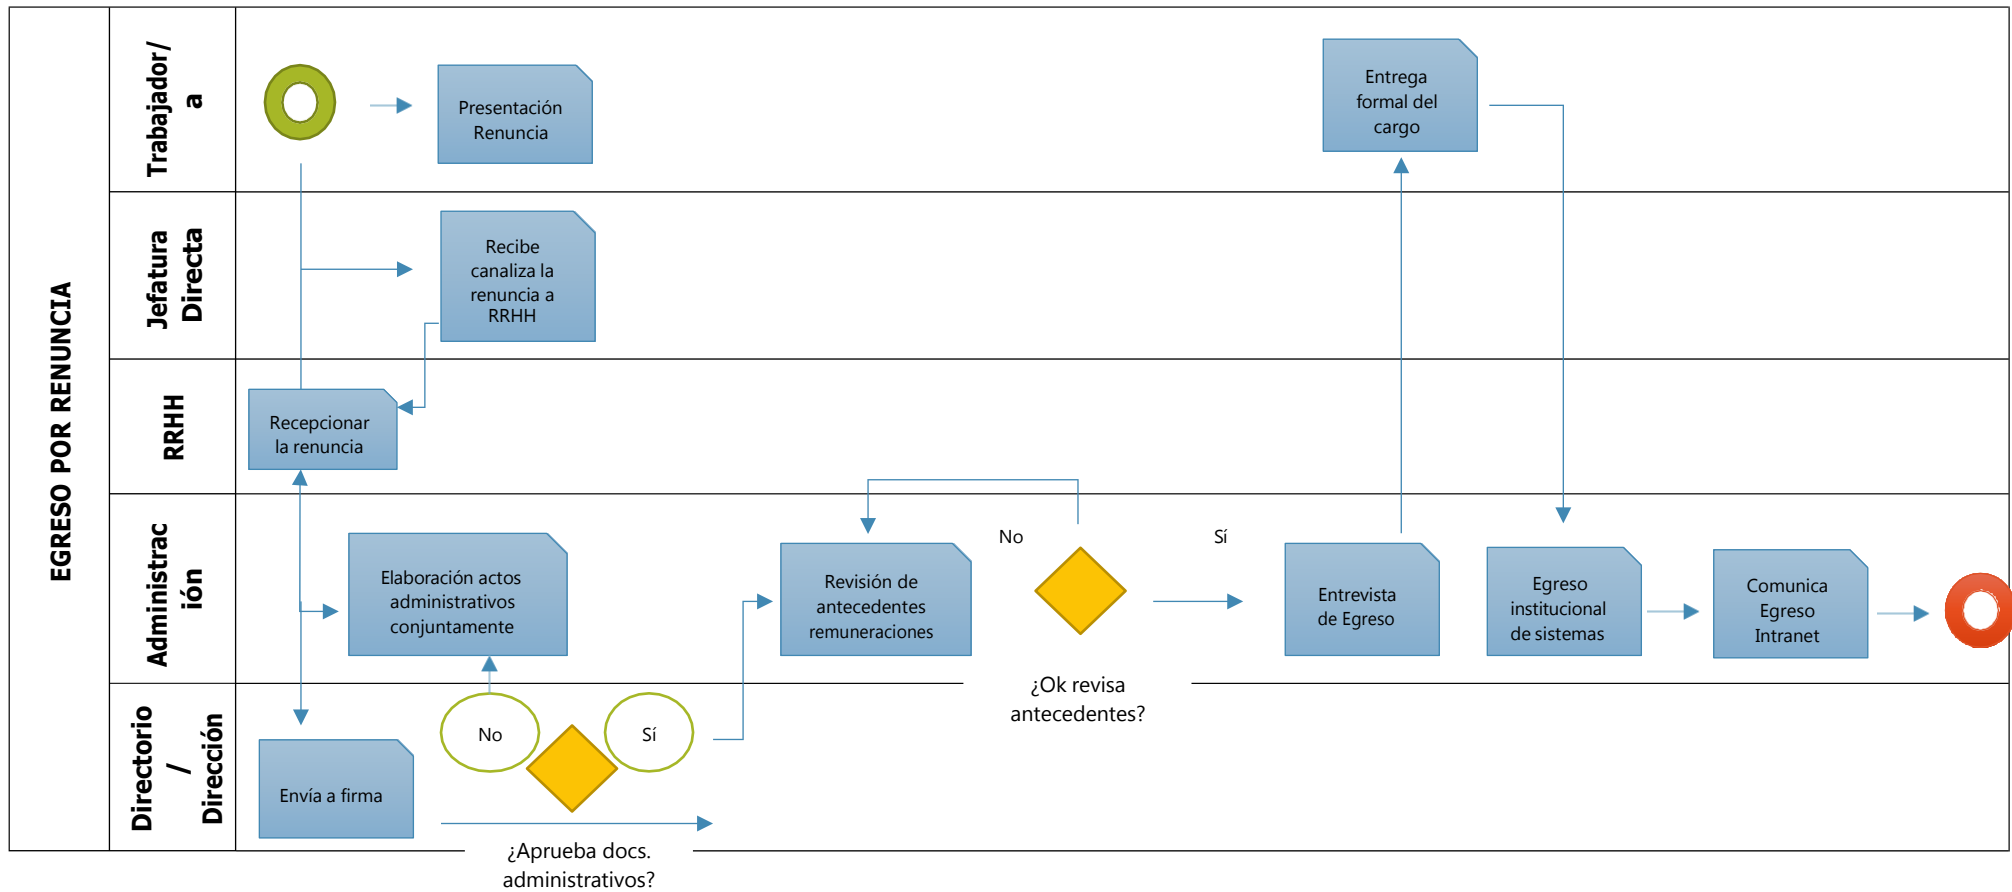 EGRESO POR RENUNCIA
Trabajador/
a
Presentación
Renuncia
Entrega
formal del
cargo
Jefatura
Directa
Recibe
canaliza la
renuncia a
RRHH
RRHH
Recepcionar
la renuncia
Administrac
ión
Elaboración actos
administrativos
conjuntamente
Revisión de
antecedentes
remuneraciones
No
Sí
¿Ok revisa
antecedentes?
Entrevista
de Egreso
Egreso
institucional
de sistemas
Comunica
Egreso
Intranet
Directorio
/
Dirección
Envía a firma
No
Sí
¿Aprueba docs.
administrativos?